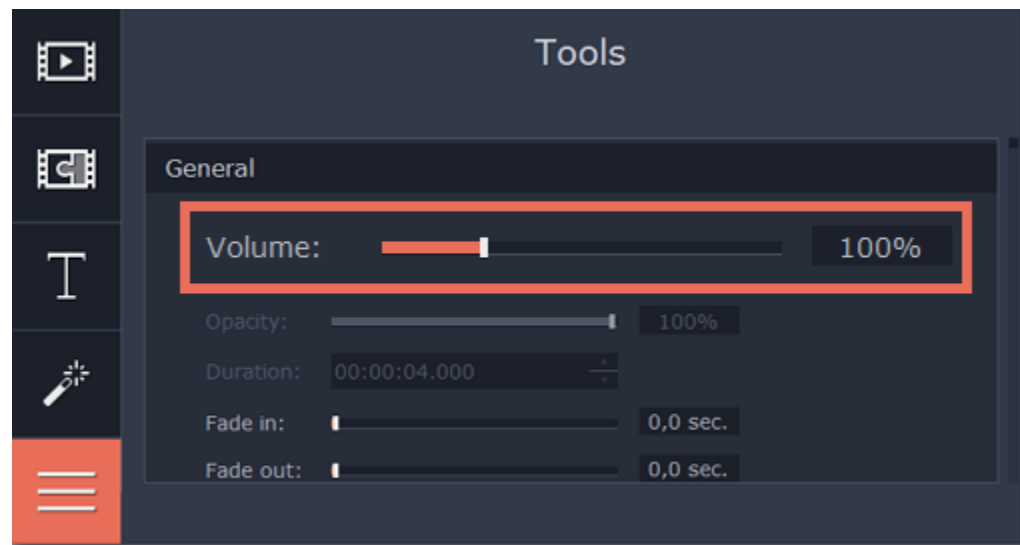 Tools
General
Volume: 100%
Opacity: 100%
Duration: 00:00:04.000
Fade in: 0,0 sec.
Fade out: 0,0 sec.
T